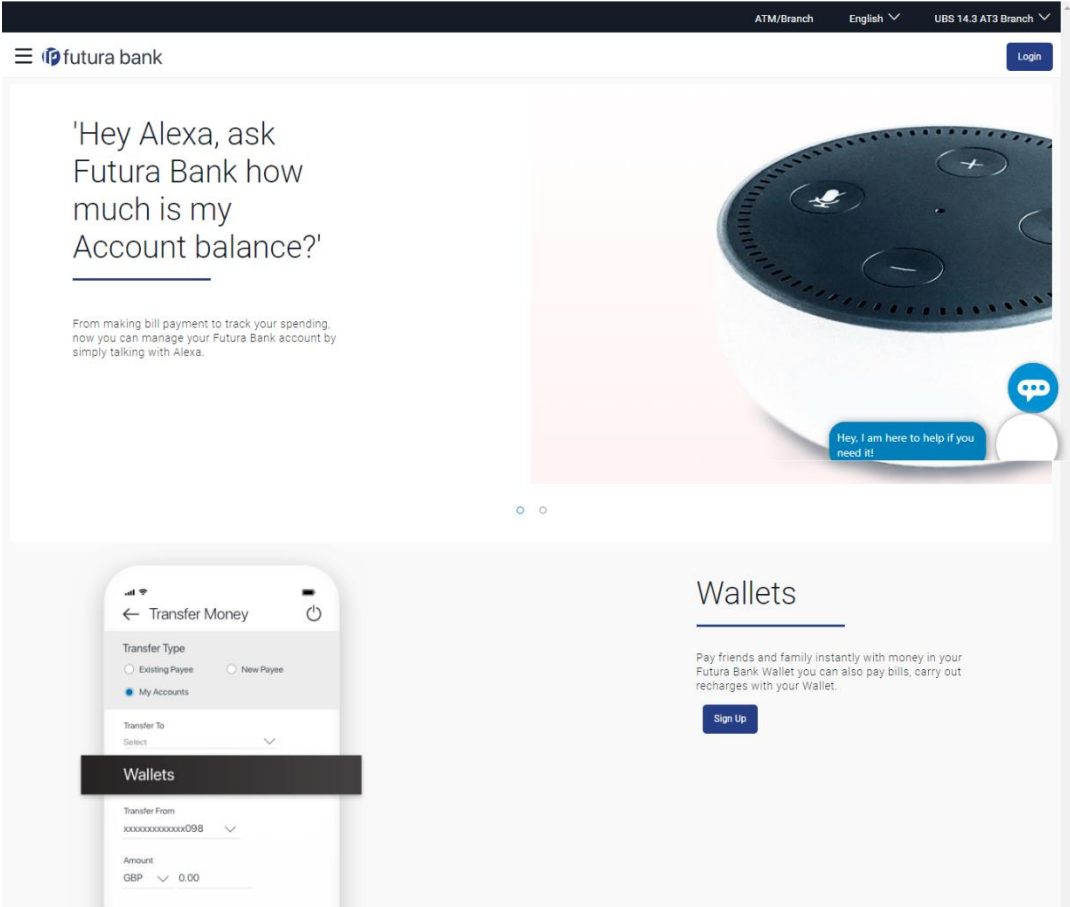 ATM/Branch English UBS 14.3 AT3 Branch
futura bank
Login
'Hey Alexa, ask
Futura Bank how
much is my
Account balance?'
From making bill payment to track your spending,
now you can manage your Futura Bank account by
simply talking with Alexa.
Hey, I am here to help if you
need it!
Transfer Money
Transfer Type
Existing Payee New Payee
My Accounts
Transfer To
Select
Wallets
Transfer From
xxxxxxxxxxxxx098
Amount
GBP 0.00
Wallets
Pay friends and family instantly with money in your
Futura Bank Wallet you can also pay bills, carry out
recharges with your Wallet.
Sign Up